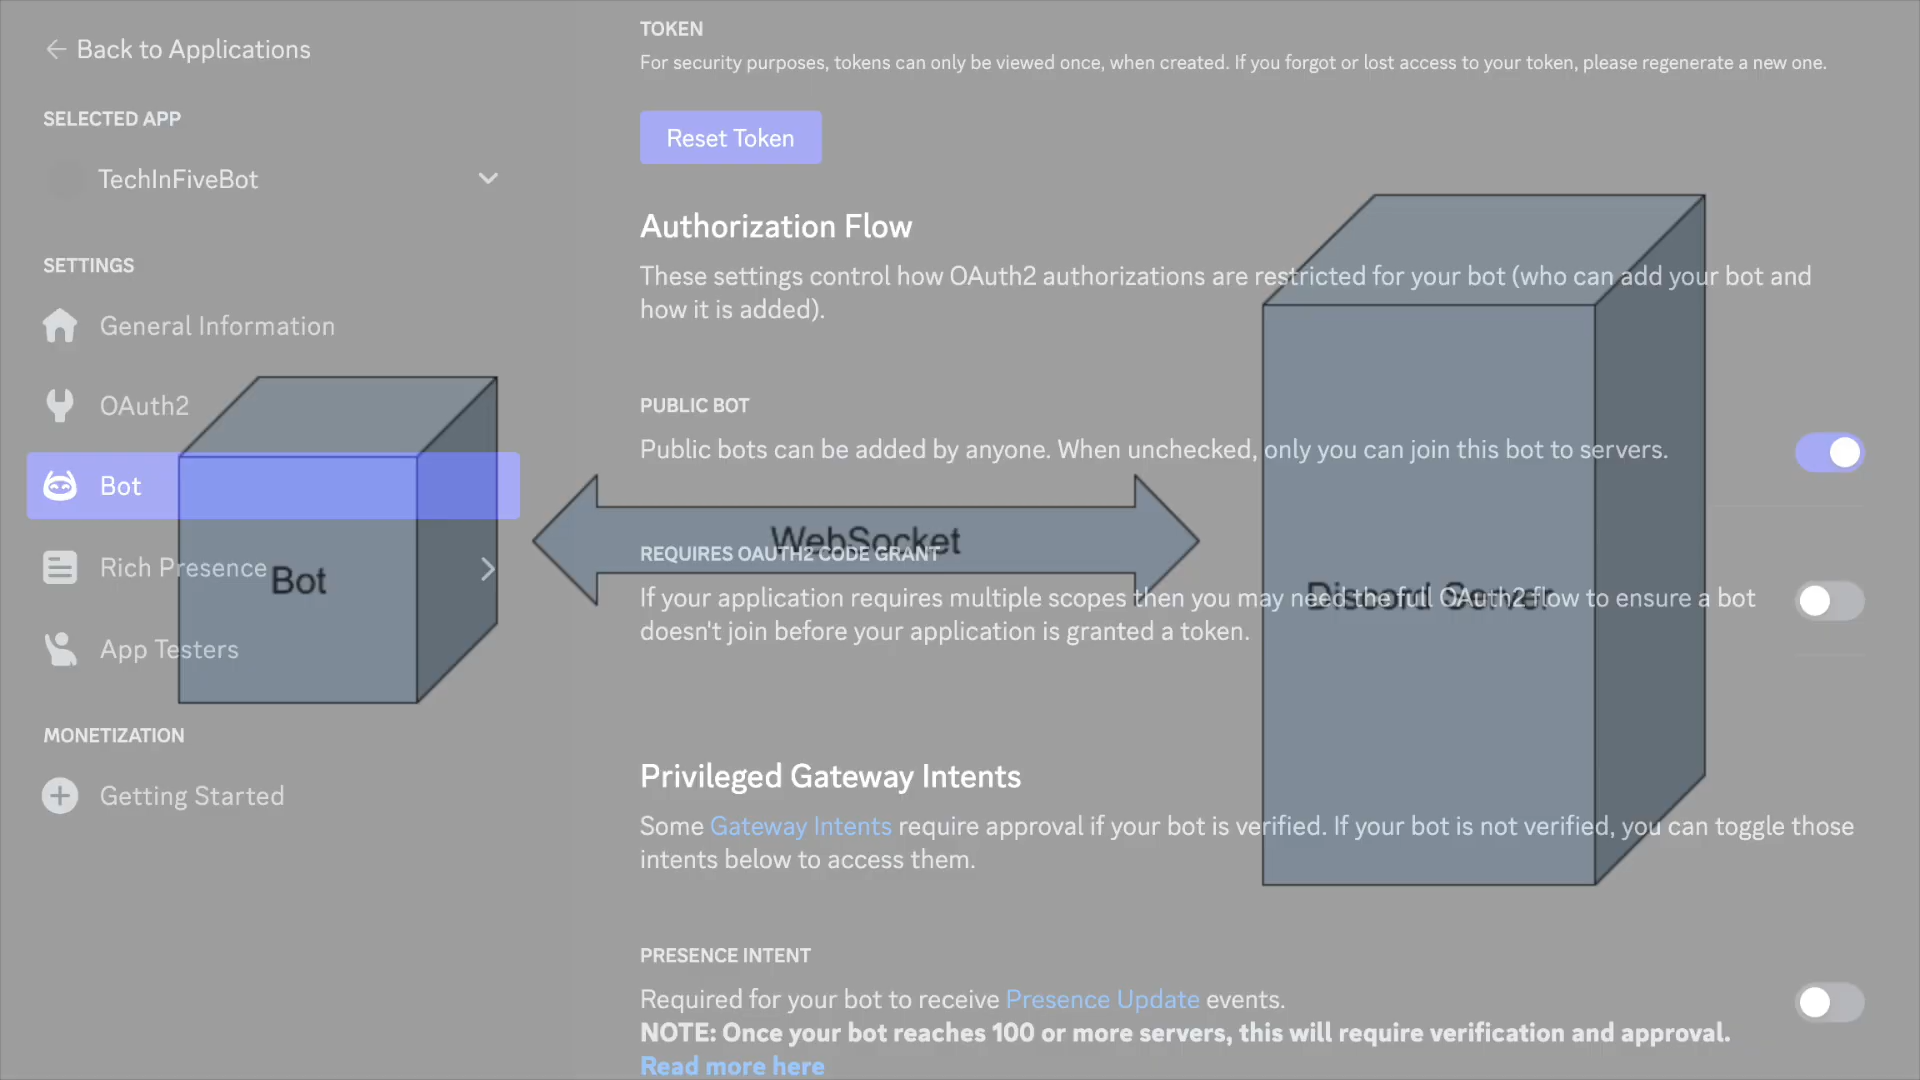 Back to Applications
SELECTED APP
TechInFiveBot
SETTINGS
General Information
OAuth2
Bot
Rich Presence
App Testers
MONETIZATION
Getting Started
TOKEN
For security purposes, tokens can only be viewed once, when created. If you forgot or lost access to your token, please regenerate a new one.
Reset Token
Authorization Flow
These settings control how OAuth2 authorizations are restricted for your bot (who can add your bot and
how it is added).
PUBLIC BOT
Public bots can be added by anyone. When unchecked, only you can join this bot to servers.
REQUIRES OAUTH2 CODE GRANT
If your application requires multiple scopes then you may need the full OAuth2 flow to ensure a bot
doesn't join before your application is granted a token.
Privileged Gateway Intents
Some Gateway Intents require approval if your bot is verified. If your bot is not verified, you can toggle those
intents below to access them.
PRESENCE INTENT
Required for your bot to receive Presence Update events.
NOTE: Once your bot reaches 100 or more servers, this will require verification and approval.
Read more here
Bot
WebSocket
Discord Server